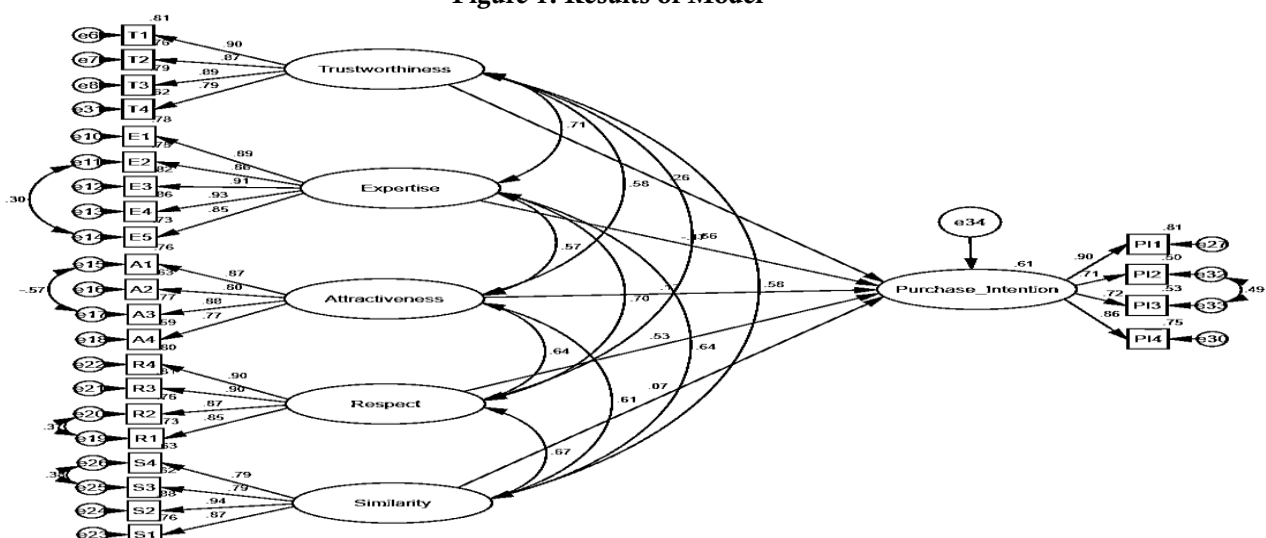 Figure 1: Results of Model
.81
e6 T1 .76 .90
e7 T2 .79 .87
e8 T3 .62 .89
e31 T4 .78 .79
Trustworthiness
e10 E1 .89
e11 E2 .82 .86
e12 E3 .86 .91
e13 E4 .73 .93
e14 E5 .76 .85
.30
Expertise
e15 A1 .87
e16 A2 .77 .80
e17 A3 .59 .88
e18 A4 .80 .77
-.57
Attractiveness
e22 R4 .81 .90
e21 R3 .76 .90
e20 R2 .73 .87
e19 R1 .63 .85
Respect
e26 S4 .62 .79
e25 S3 .88 .79
e24 S2 .76 .94
e23 S1 .87
Similarity
.71
.58
.26
.57
.70
.58
.53
.64
.64
.07
.61
.67
e34
.61
Purchase_Intention
.81
.90 PI1 e27
.50
.71 PI2 e32
.53
.72 PI3 e33
.49
.75
.86 PI4 e30